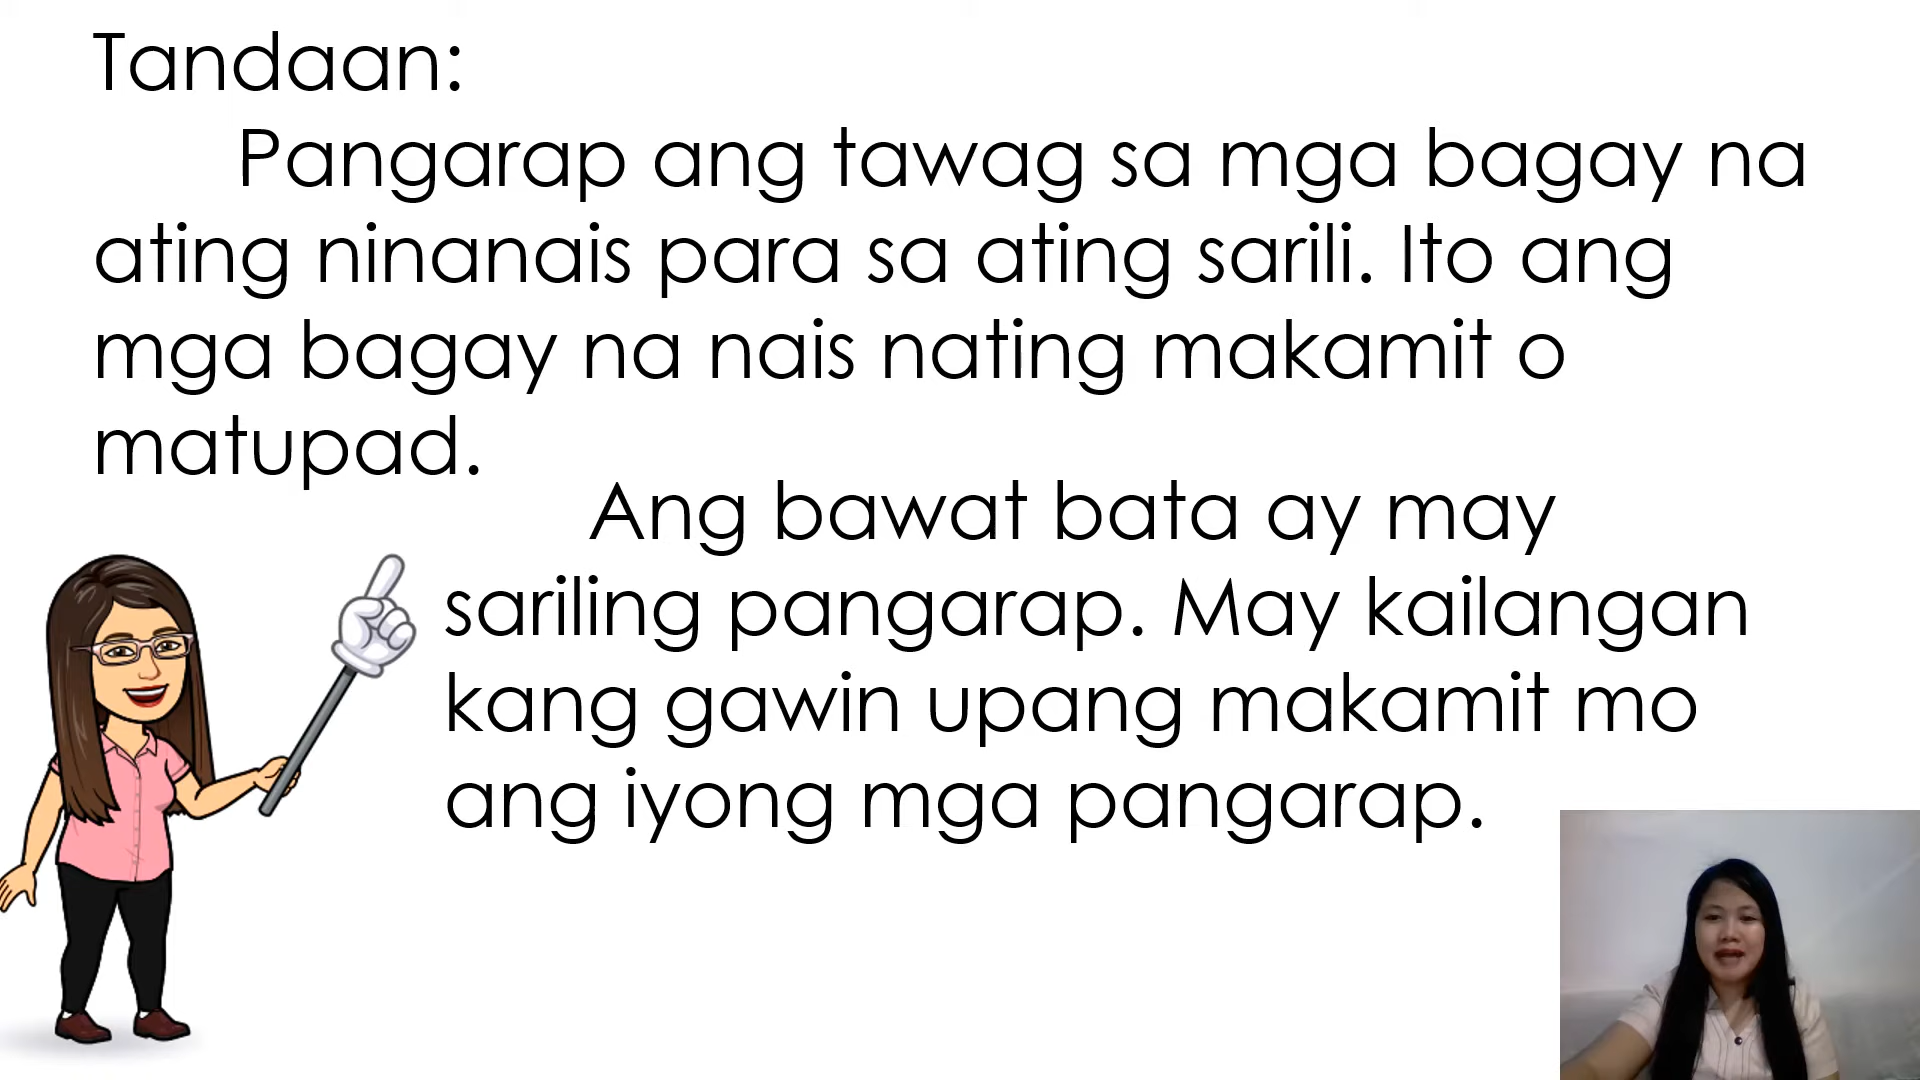 Tandaan:
Pangarap ang tawag sa mga bagay na
ating ninanais para sa ating sarili. Ito ang
mga bagay na nais nating makamit o
matupad.
Ang bawat bata ay may
sariling pangarap. May kailangan
kang gawin upang makamit mo
ang iyong mga pangarap.